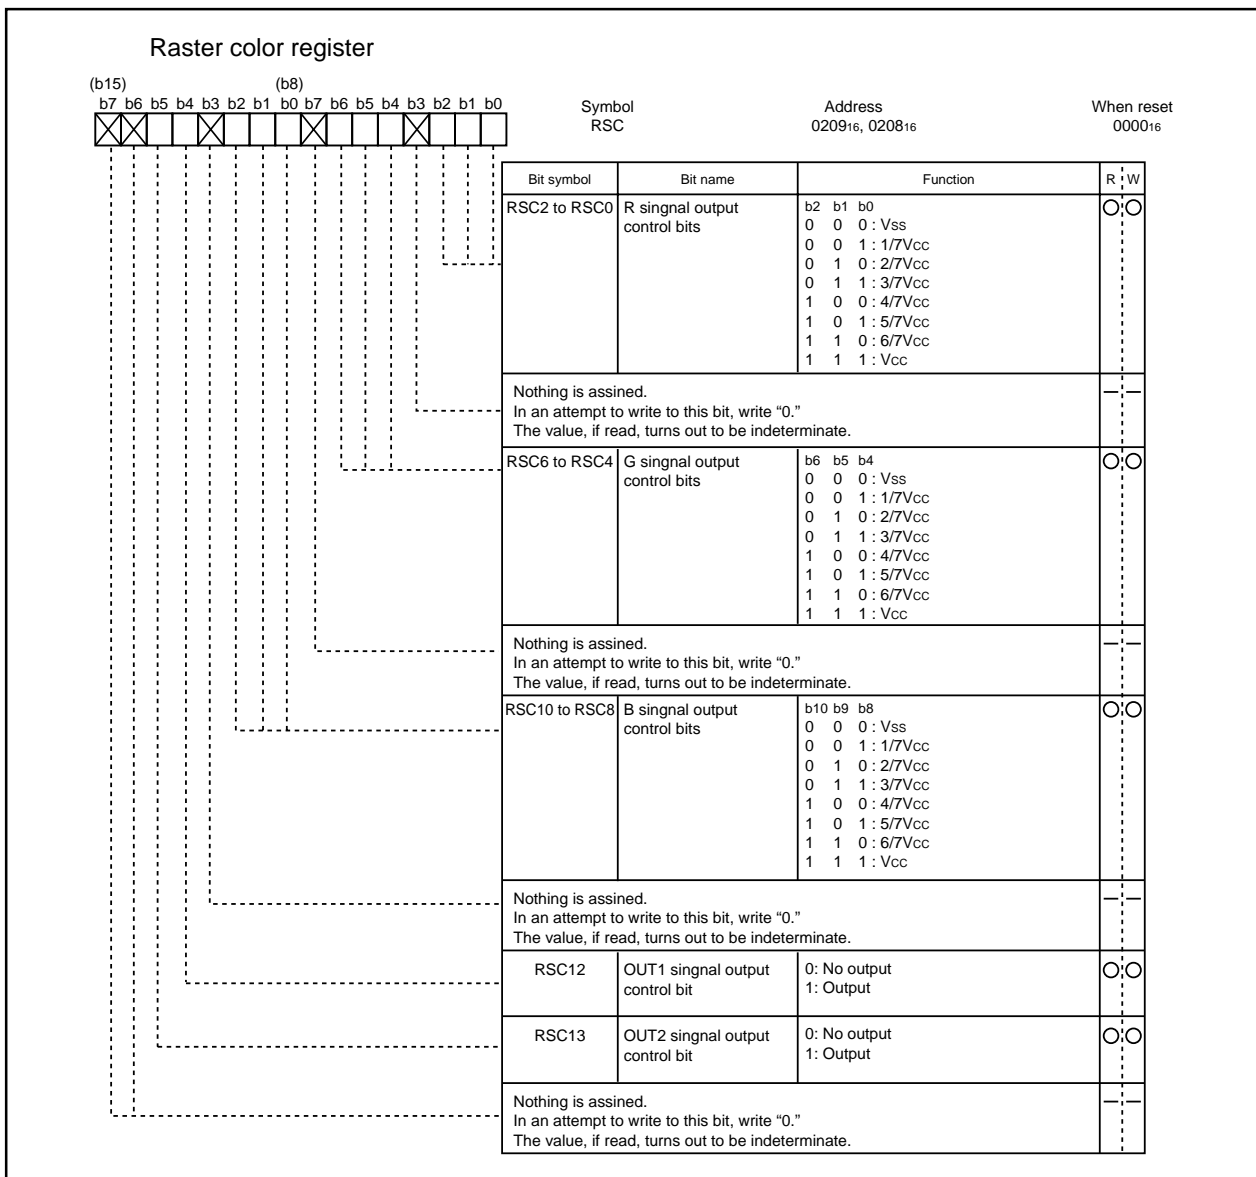 Raster color register
(b15) (b8)
b7 b6 b5 b4 b3 b2 b1 b0 b7 b6 b5 b4 b3 b2 b1 b0
Symbol Address When reset
RSC 020916, 020816 000016
Bit symbol Bit name Function R W
RSC2 to RSC0 R singnal output control bits
b2 b1 b0
0 0 0 : VSS
0 0 1 : 1/7VCC
0 1 0 : 2/7VCC
0 1 1 : 3/7VCC
1 0 0 : 4/7VCC
1 0 1 : 5/7VCC
1 1 0 : 6/7VCC
1 1 1 : VCC
Nothing is assined.
In an attempt to write to this bit, write “0.”
The value, if read, turns out to be indeterminate.
RSC6 to RSC4 G singnal output control bits
b6 b5 b4
0 0 0 : VSS
0 0 1 : 1/7VCC
0 1 0 : 2/7VCC
0 1 1 : 3/7VCC
1 0 0 : 4/7VCC
1 0 1 : 5/7VCC
1 1 0 : 6/7VCC
1 1 1 : VCC
Nothing is assined.
In an attempt to write to this bit, write “0.”
The value, if read, turns out to be indeterminate.
RSC10 to RSC8 B singnal output control bits
b10 b9 b8
0 0 0 : VSS
0 0 1 : 1/7VCC
0 1 0 : 2/7VCC
0 1 1 : 3/7VCC
1 0 0 : 4/7VCC
1 0 1 : 5/7VCC
1 1 0 : 6/7VCC
1 1 1 : VCC
Nothing is assined.
In an attempt to write to this bit, write “0.”
The value, if read, turns out to be indeterminate.
RSC12 OUT1 singnal output control bit
0: No output
1: Output
RSC13 OUT2 singnal output control bit
0: No output
1: Output
Nothing is assined.
In an attempt to write to this bit, write “0.”
The value, if read, turns out to be indeterminate.